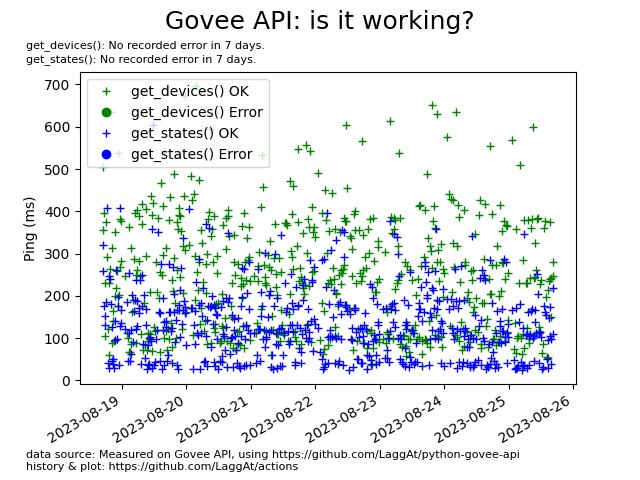 Govee API: is it working?
get_devices(): No recorded error in 7 days.
get_states(): No recorded error in 7 days.
get_devices() OK
get_devices() Error
get_states() OK
get_states() Error
Ping (ms)
700
600
500
400
300
200
100
0
2023-08-19
2023-08-20
2023-08-21
2023-08-22
2023-08-23
2023-08-24
2023-08-25
2023-08-26
data source: Measured on Govee API, using https://github.com/LaggAt/python-govee-api
history & plot: https://github.com/LaggAt/actions